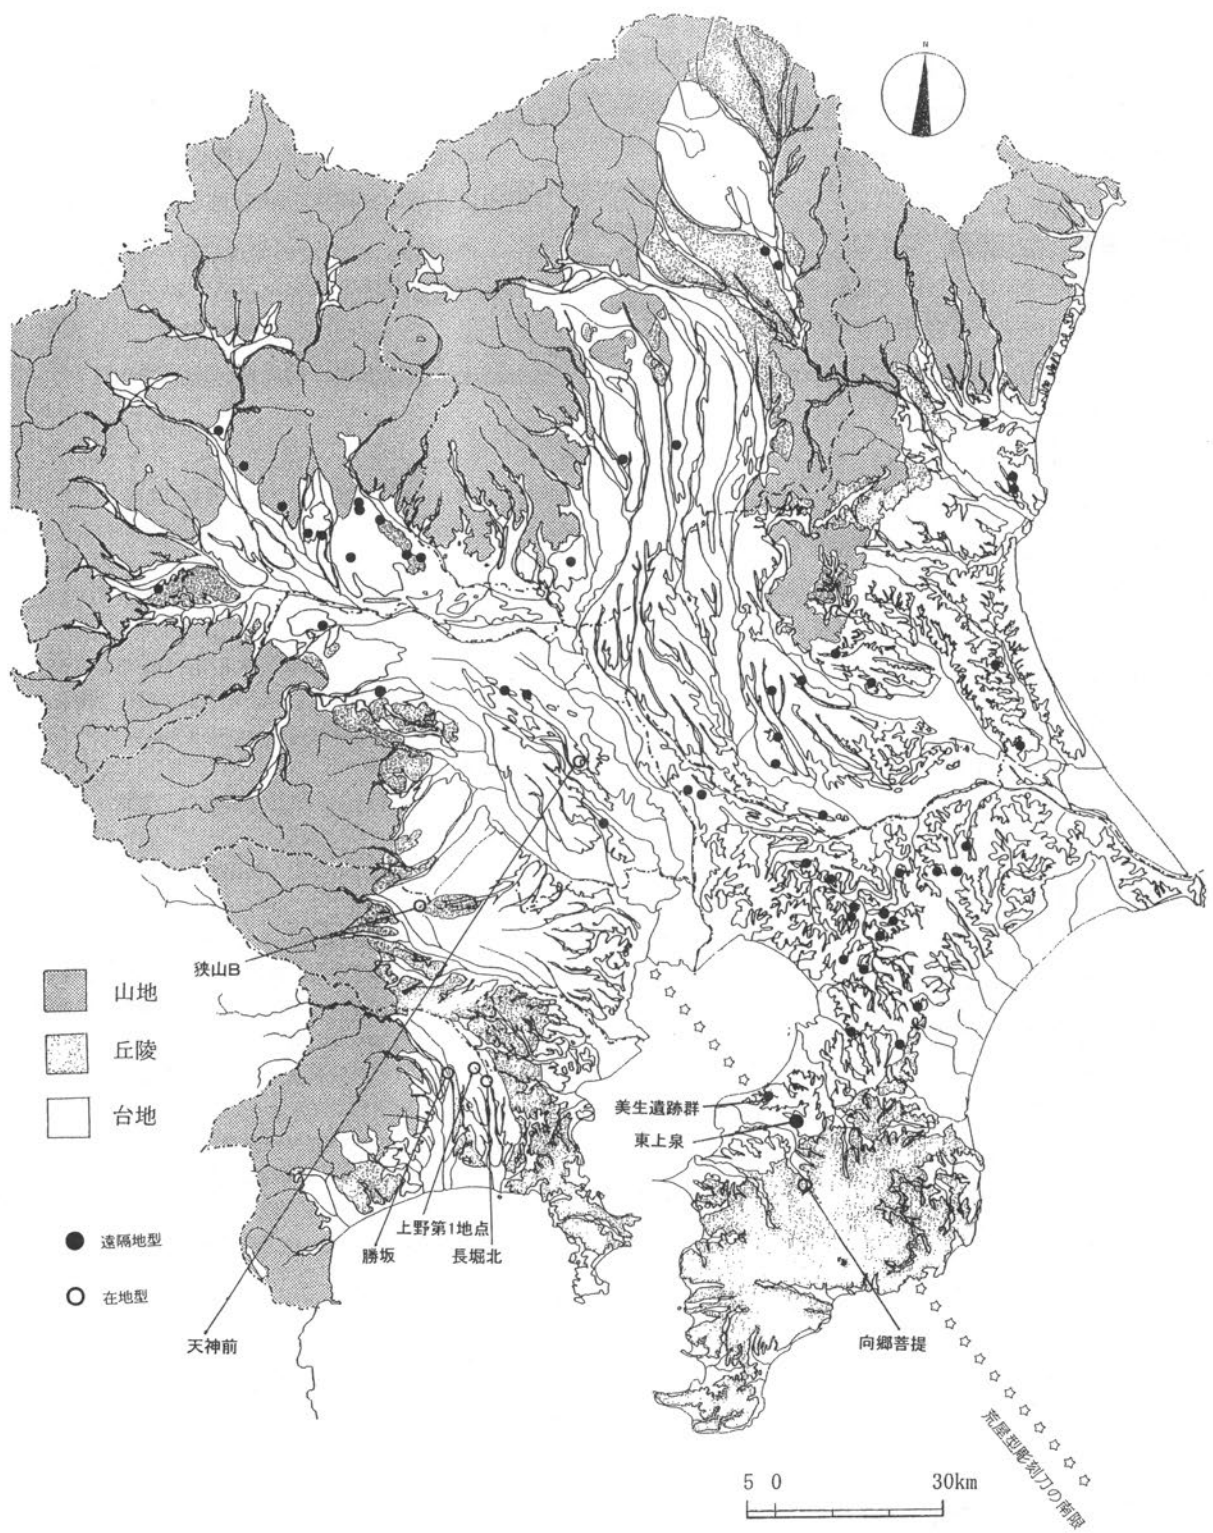 N
狭山B
山地
丘陵
台地
美生遺跡群
東上泉
遠隔地型
在地型
上野第1地点
勝坂
長堀北
天神前
向郷菩提
荒屋型彫刻刀の南限
5 0 30km